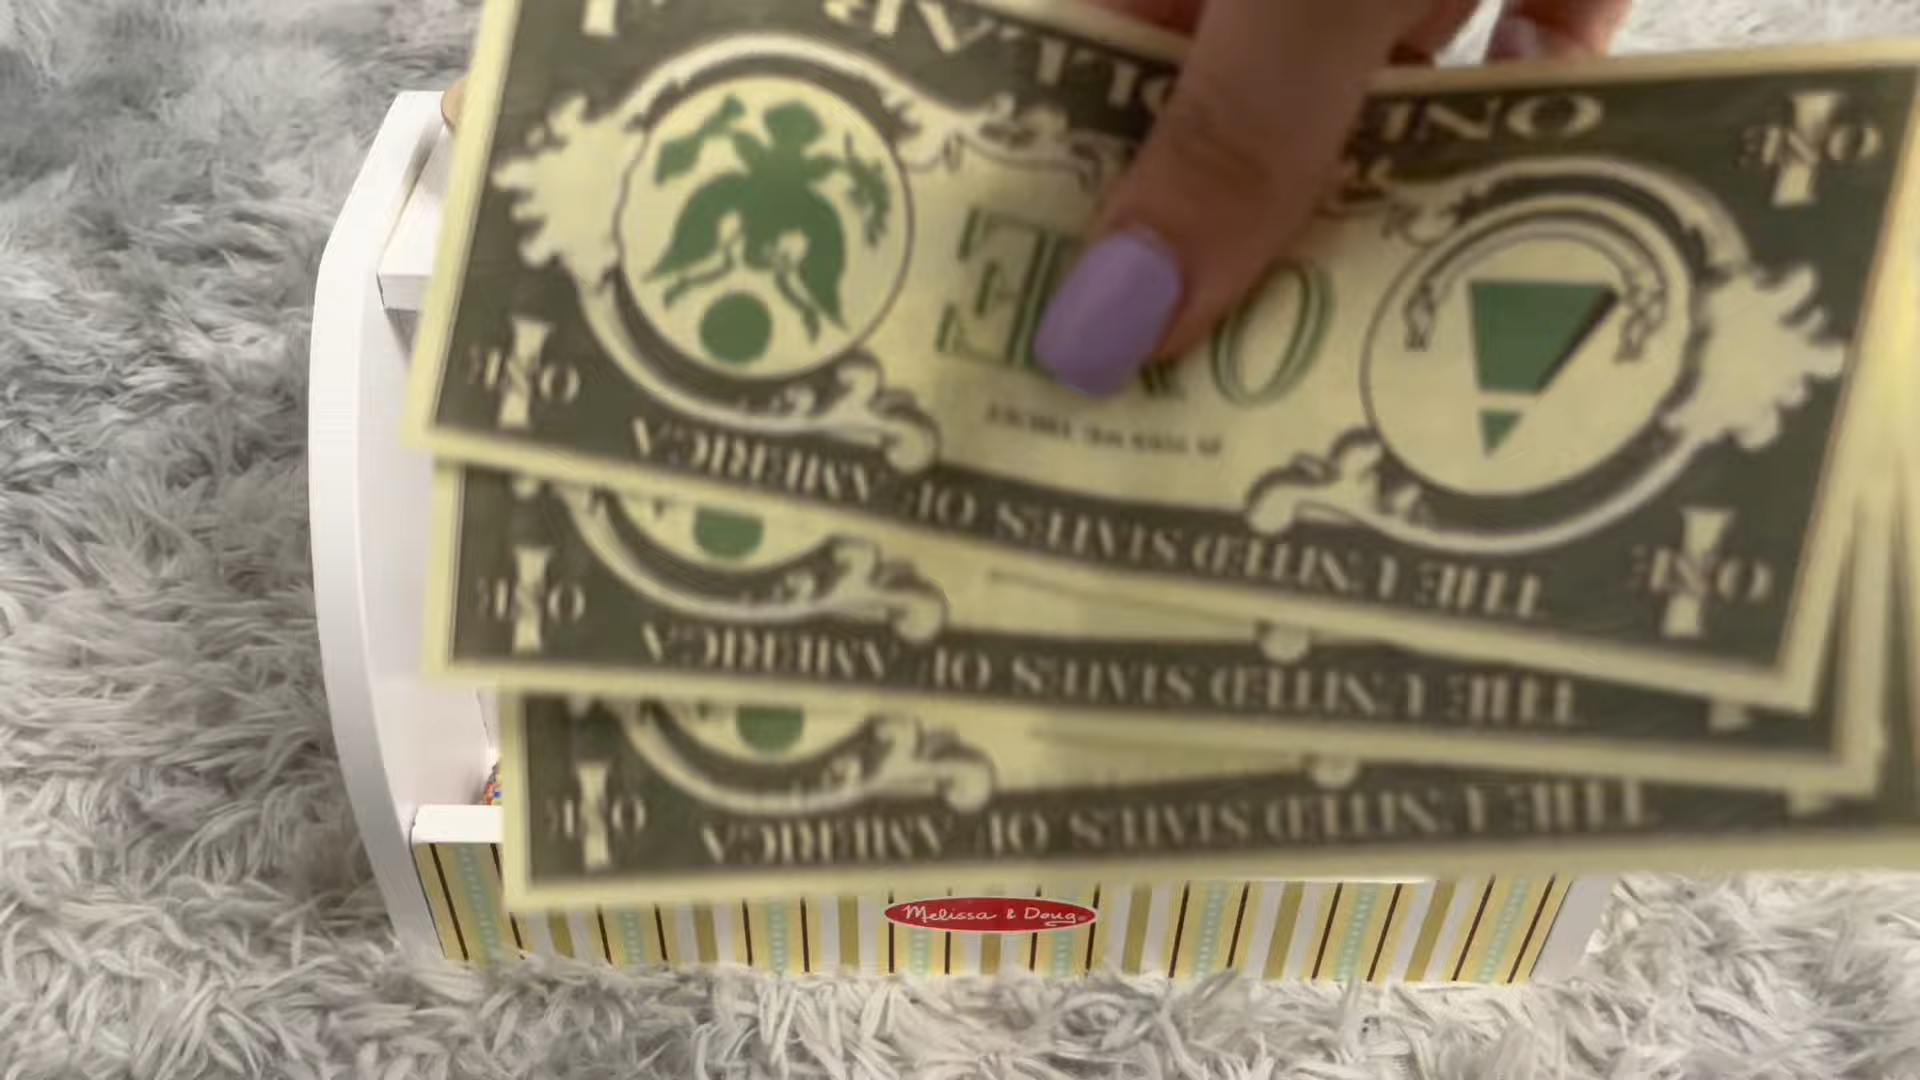 ONE DOLLAR
ONE
ONE
ONE
THE UNITED STATES OF AMERICA
ONE
ONE
THE UNITED STATES OF AMERICA
ONE
THE UNITED STATES OF AMERICA
Melissa & Doug